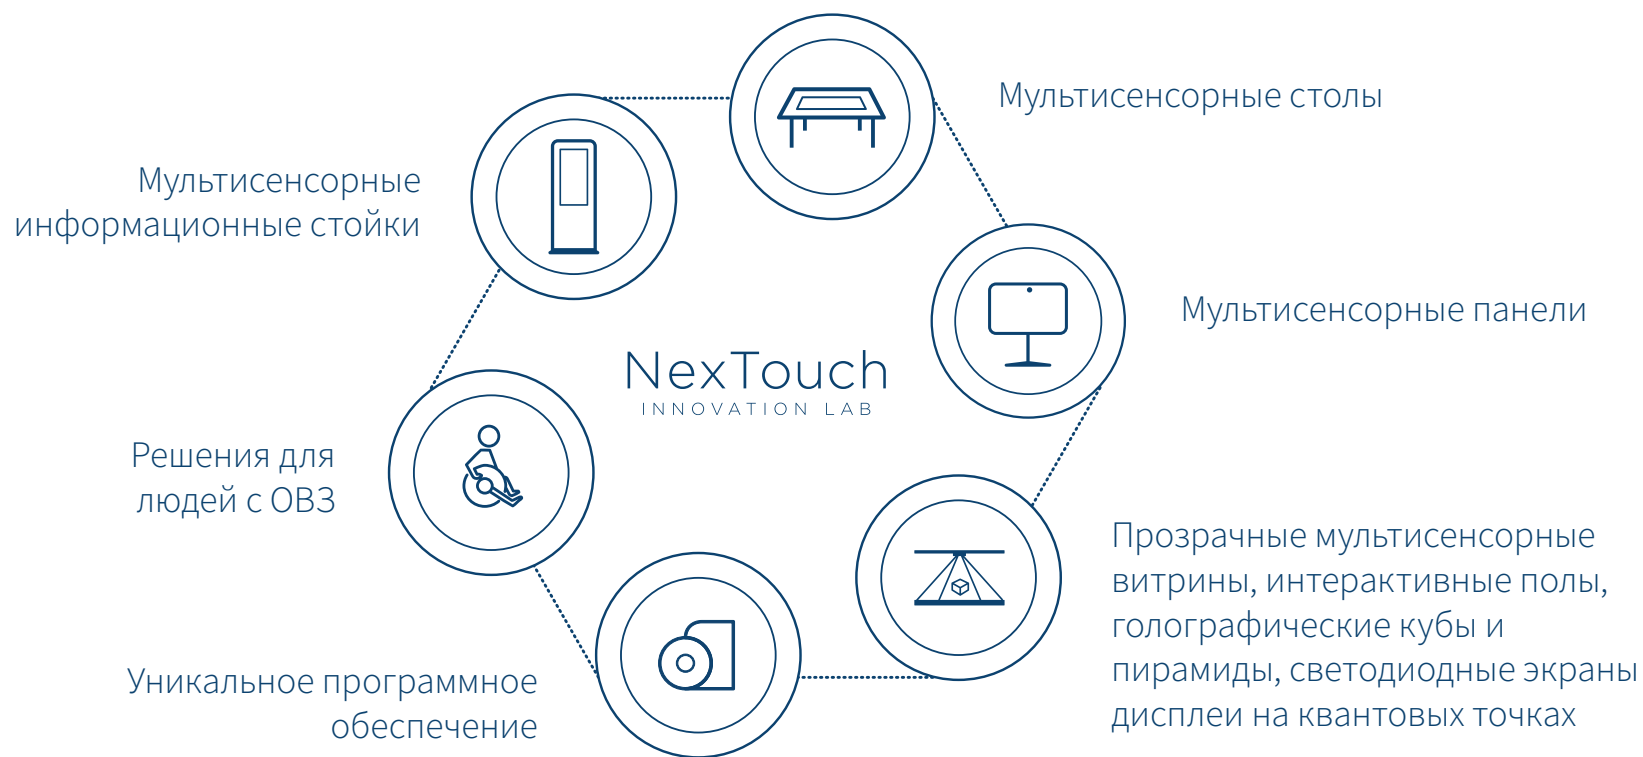 Мультисенсорные столы
Мультисенсорные
информационные стойки
Мультисенсорные панели
NexTouch
INNOVATION LAB
Решения для
людей с ОВЗ
Прозрачные мультисенсорные
витрины, интерактивные полы,
голографические кубы и
пирамиды, светодиодные экраны
дисплеи на квантовых точках
Уникальное программное
обеспечение